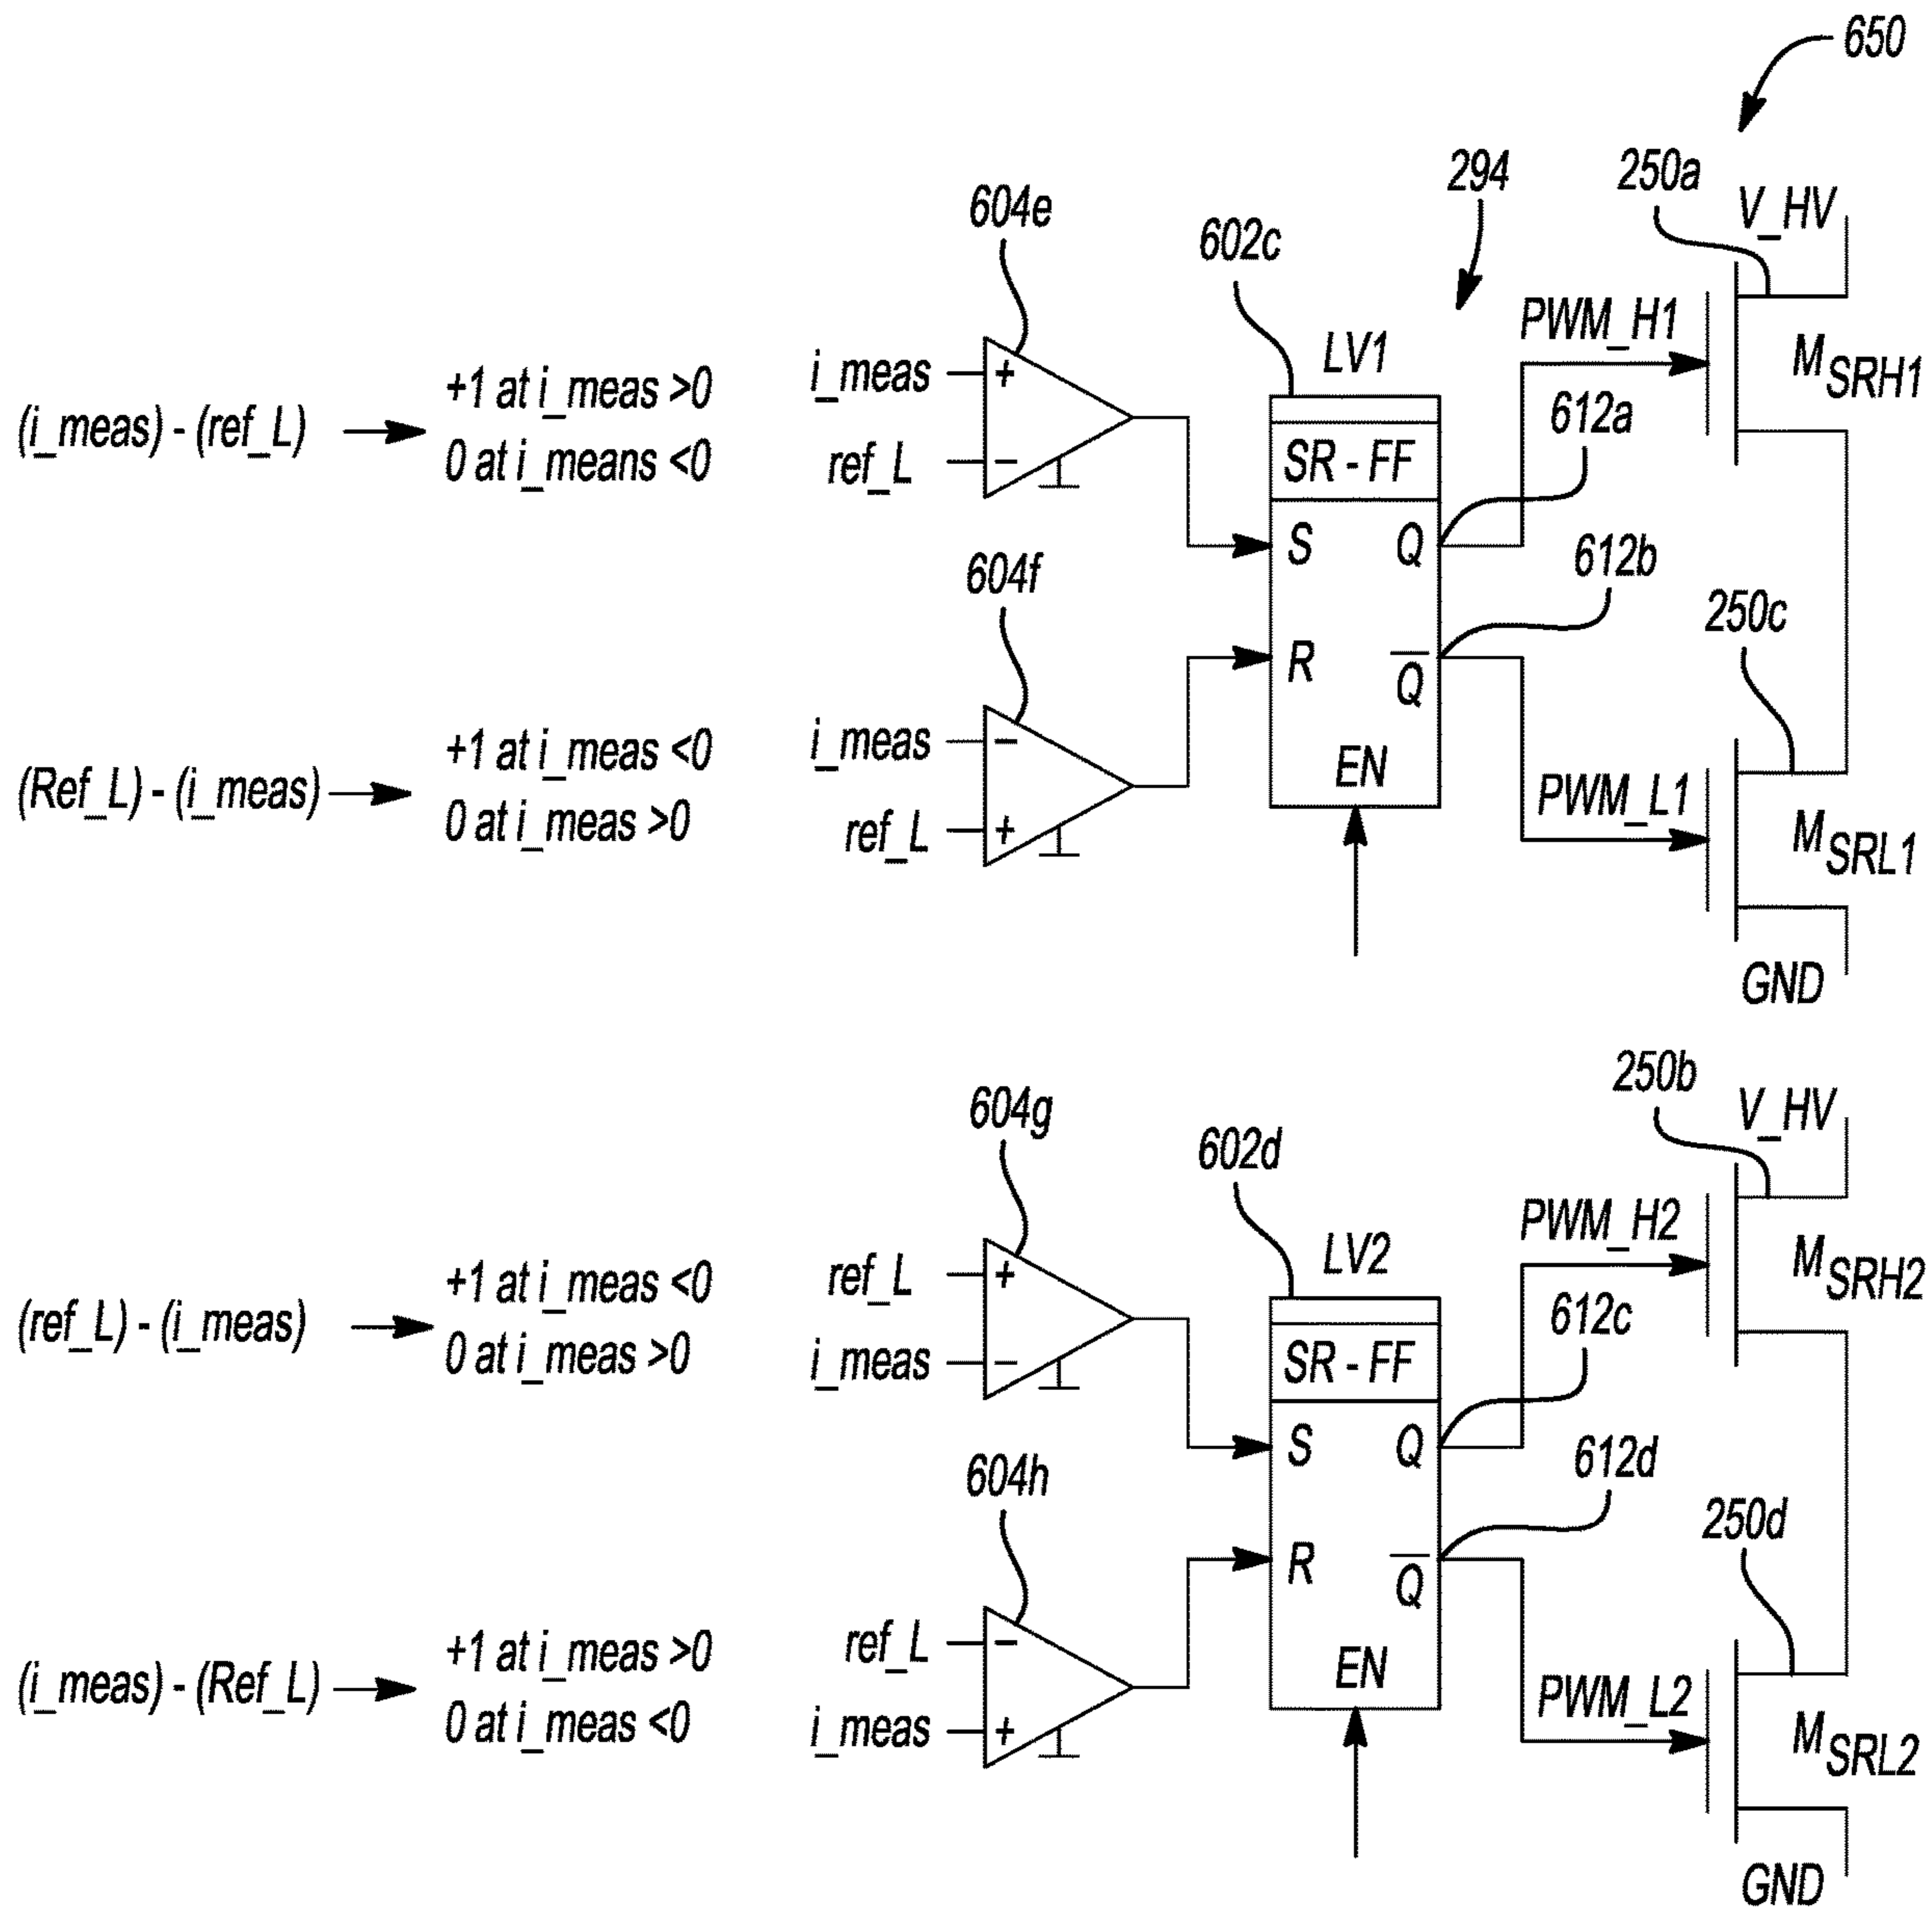 650
294
250a
V_HV
604e
602c
PWM_H1
LV1
612a
M SRH1
i_meas
+
ref_L
−
(i_meas) - (ref_L)
+1 at i_meas >0
0 at i_means <0
SR - FF
S
Q
612b
604f
250c
R
Q̅
EN
i_meas
−
ref_L
+
(Ref_L) - (i_meas)
+1 at i_meas <0
0 at i_meas >0
PWM_L1
M SRL1
GND
250b
V_HV
604g
602d
PWM_H2
LV2
612c
M SRH2
ref_L
+
i_meas
−
(ref_L) - (i_meas)
+1 at i_meas <0
0 at i_meas >0
SR - FF
S
Q
612d
604h
250d
R
Q̅
EN
ref_L
−
i_meas
+
(i_meas) - (Ref_L)
+1 at i_meas >0
0 at i_meas <0
PWM_L2
M SRL2
GND